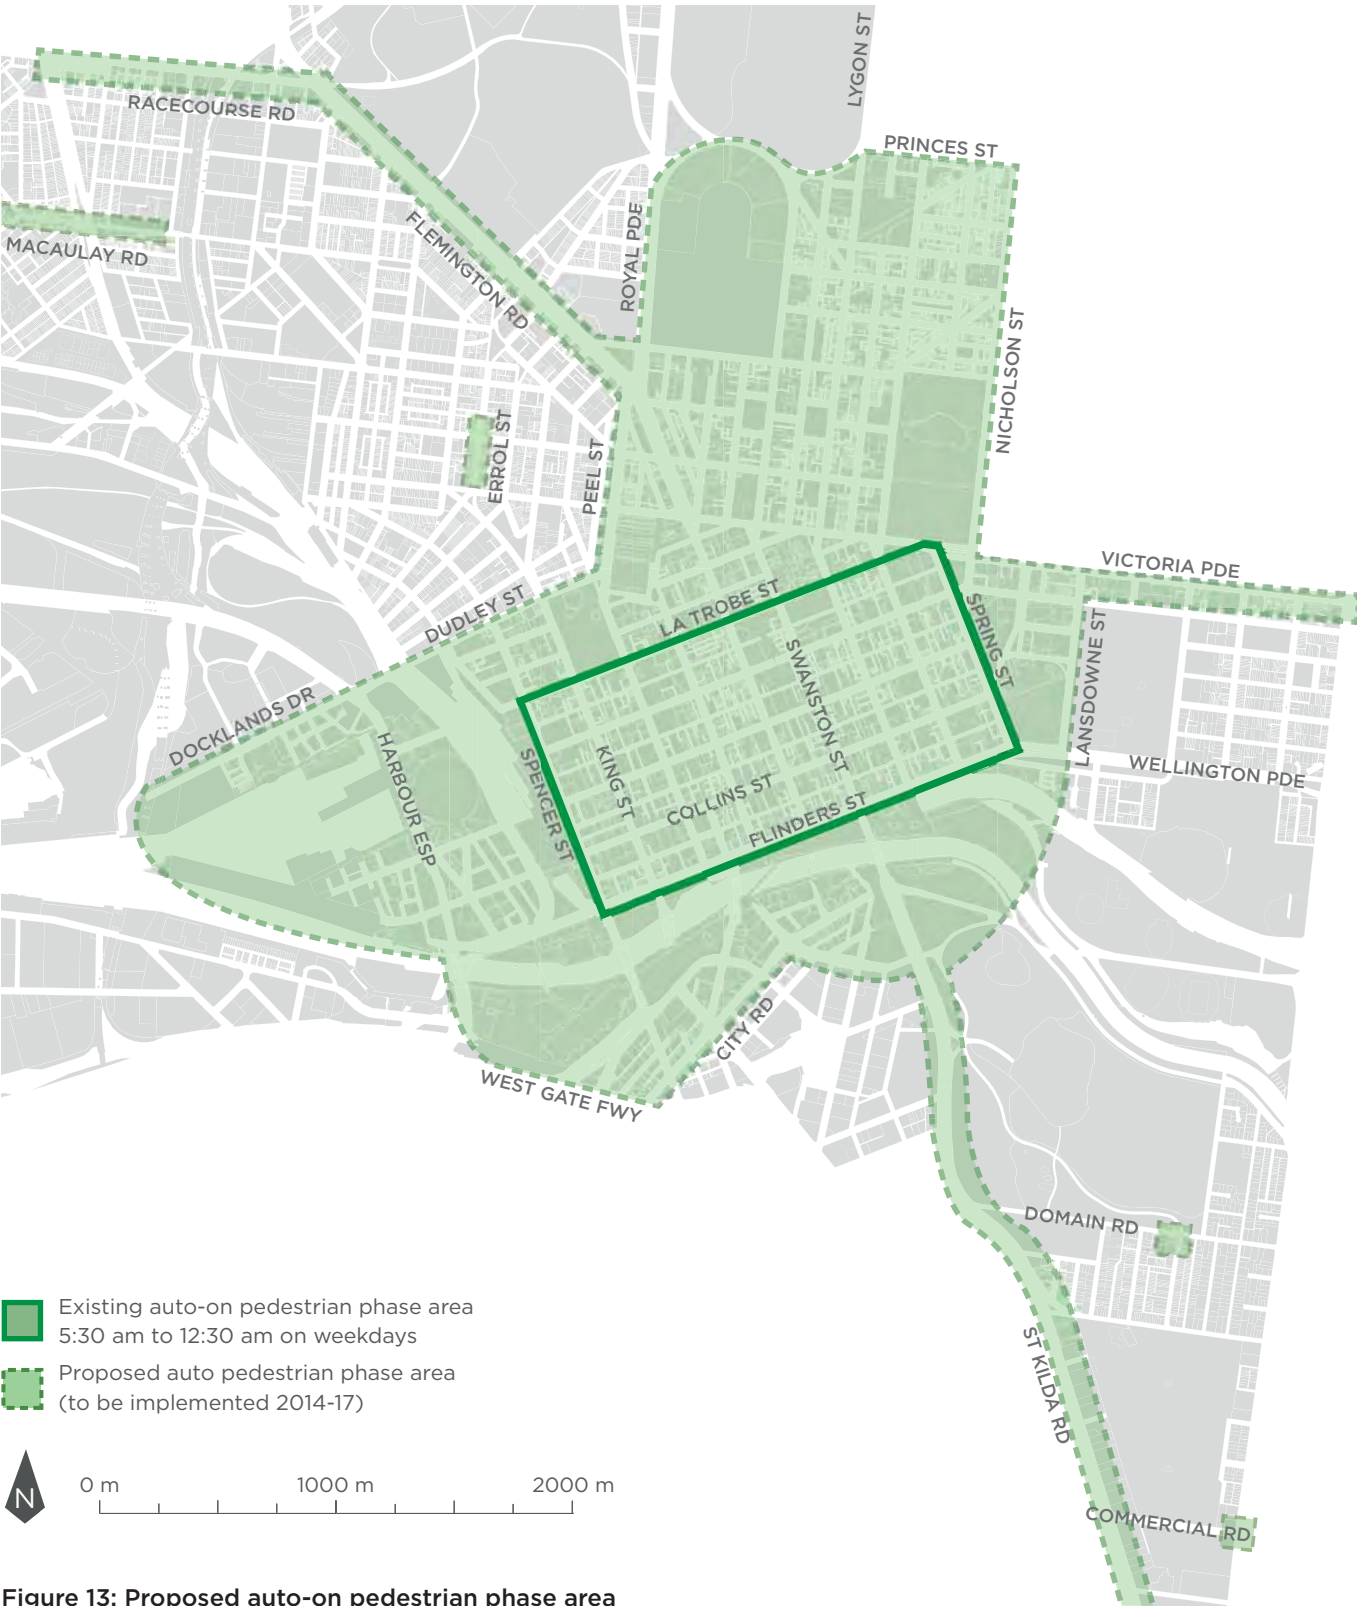 LYGON ST
PRINCES ST
RACECOURSE RD
ROYAL PDE
FLEMINGTON RD
MACAULAY RD
NICHOLSON ST
ERROL ST
PEEL ST
VICTORIA PDE
DUDLEY ST
LA TROBE ST
SPRING ST
LANSDOWNE ST
SWANSTON ST
DOCKLANDS DR
HARBOUR ESP
SPENCER ST
KING ST
COLLINS ST
FLINDERS ST
WELLINGTON PDE
CITY RD
WEST GATE FWY
DOMAIN RD
ST KILDA RD
COMMERCIAL RD
Existing auto-on pedestrian phase area
5:30 am to 12:30 am on weekdays
Proposed auto pedestrian phase area
(to be implemented 2014-17)
N
0 m 1000 m 2000 m
Figure 13: Proposed auto-on pedestrian phase area